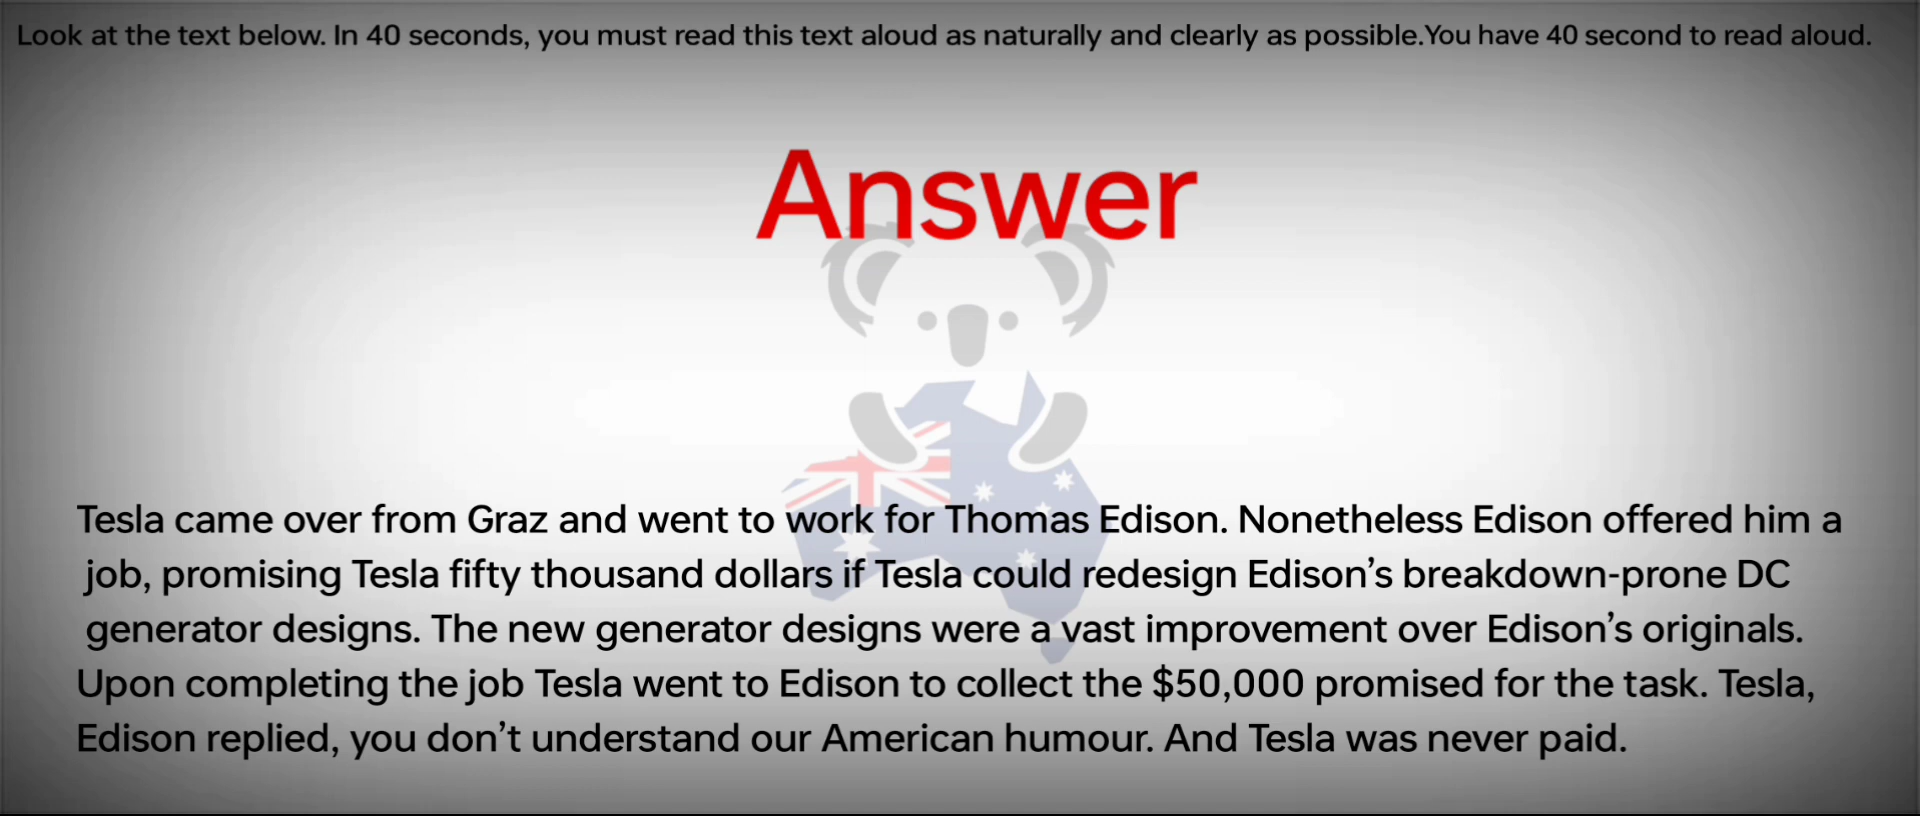 Look at the text below. In 40 seconds, you must read this text aloud as naturally and clearly as possible.You have 40 second to read aloud.
Answer
Tesla came over from Graz and went to work for Thomas Edison. Nonetheless Edison offered him a
job, promising Tesla fifty thousand dollars if Tesla could redesign Edison’s breakdown-prone DC
generator designs. The new generator designs were a vast improvement over Edison’s originals.
Upon completing the job Tesla went to Edison to collect the $50,000 promised for the task. Tesla,
Edison replied, you don’t understand our American humour. And Tesla was never paid.